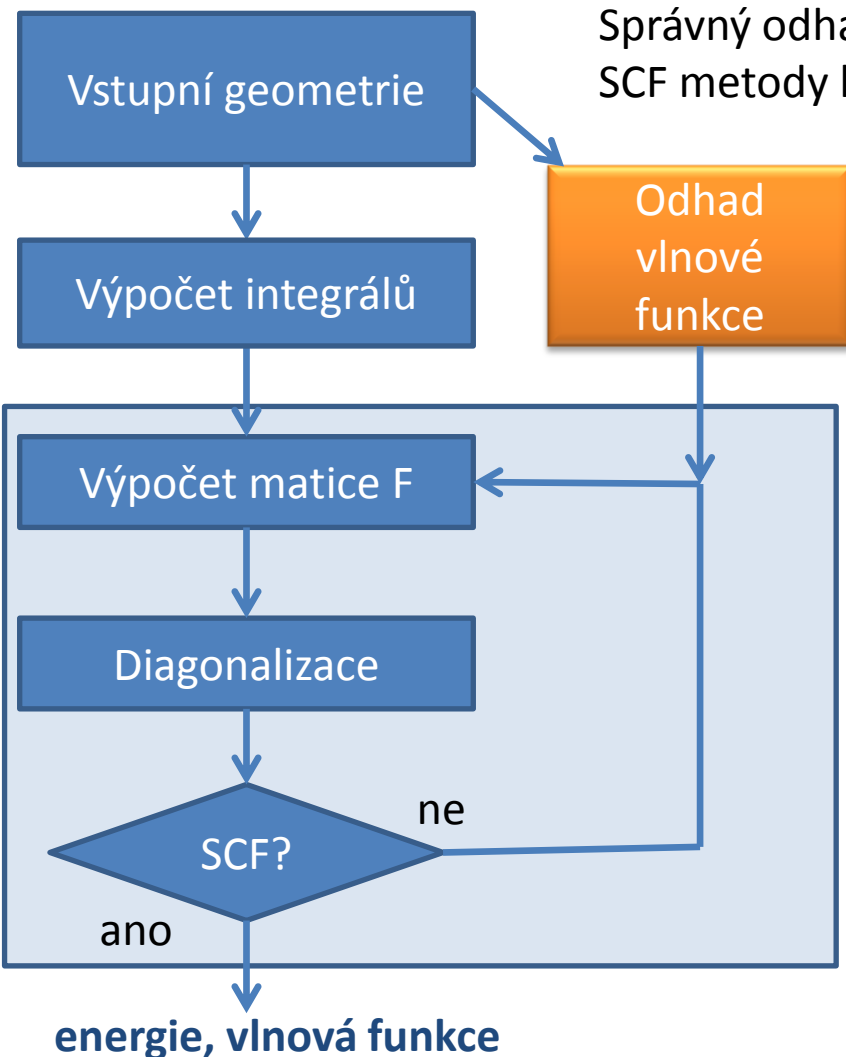 Správný
SCF metody
Vstupní geometrie
Odhad
vlnové
funkce
Výpočet integrálů
Výpočet matice F
Diagonalizace
ne
SCF?
ano
energie, vlnová funkce